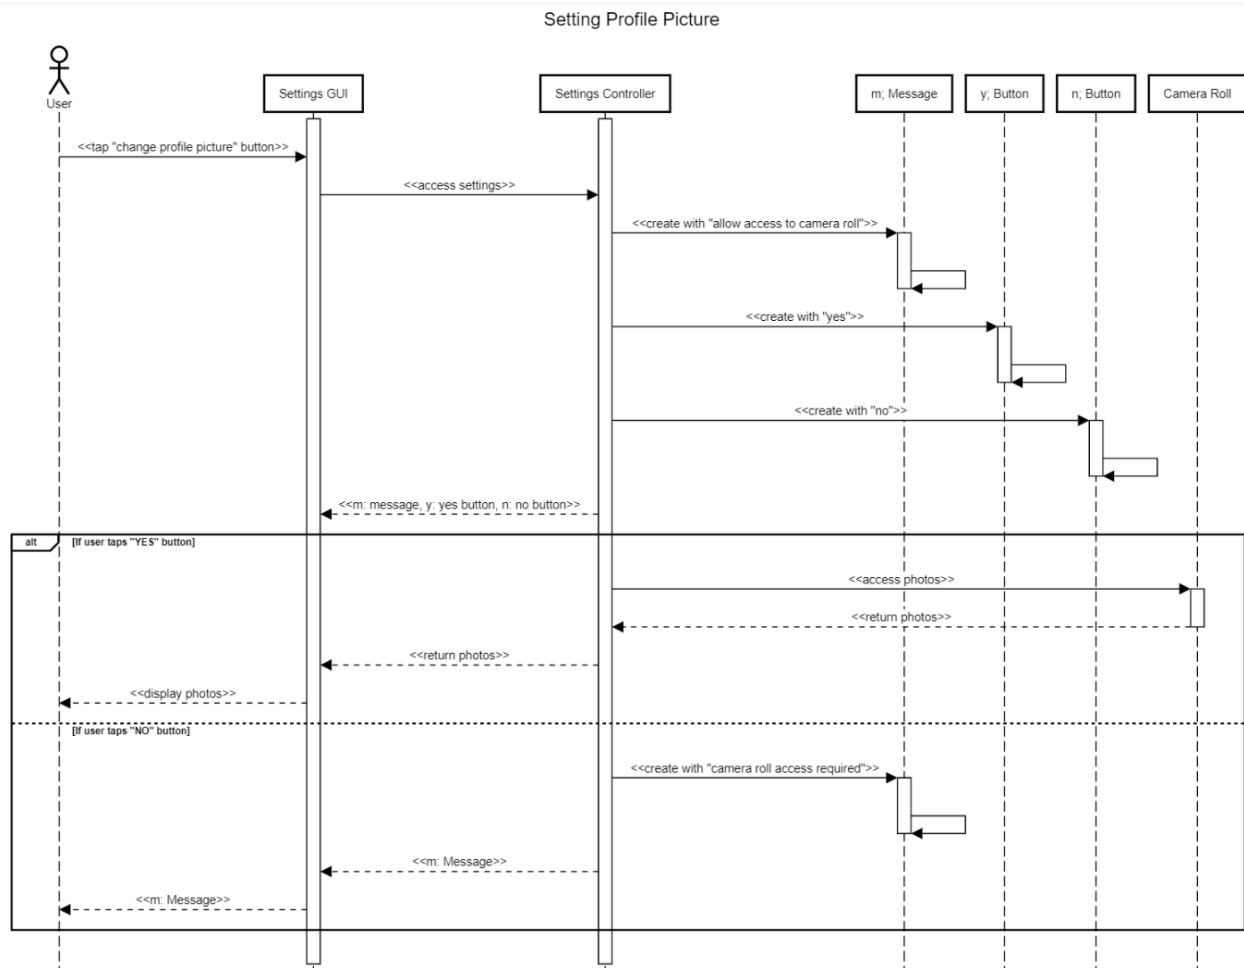 Setting Profile Picture
User
Settings GUI
Settings Controller
m; Message
y; Button
n; Button
Camera Roll
<<tap "change profile picture" button>>
<<access settings>>
<<create with "allow access to camera roll">>
<<create with "yes">>
<<create with "no">>
<<m: message, y: yes button, n: no button>>
alt
[If user taps "YES" button]
<<access photos>>
<<return photos>>
<<return photos>>
<<display photos>>
[If user taps "NO" button]
<<create with "camera roll access required">>
<<m: Message>>
<<m: Message>>